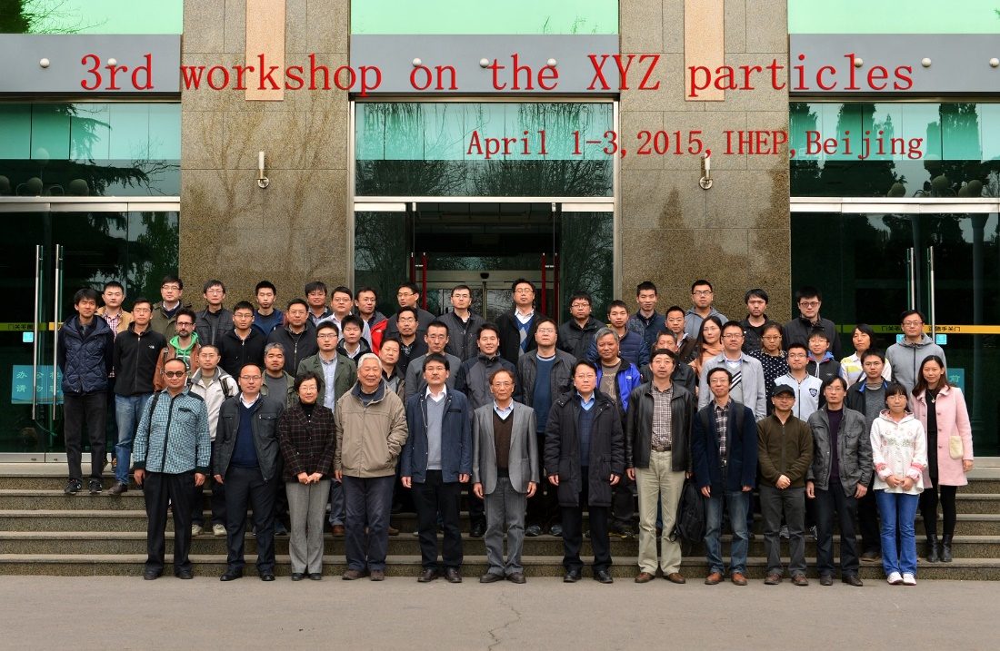 3rd workshop on the XYZ particles
April 1-3,2015,IHEP,Beijing